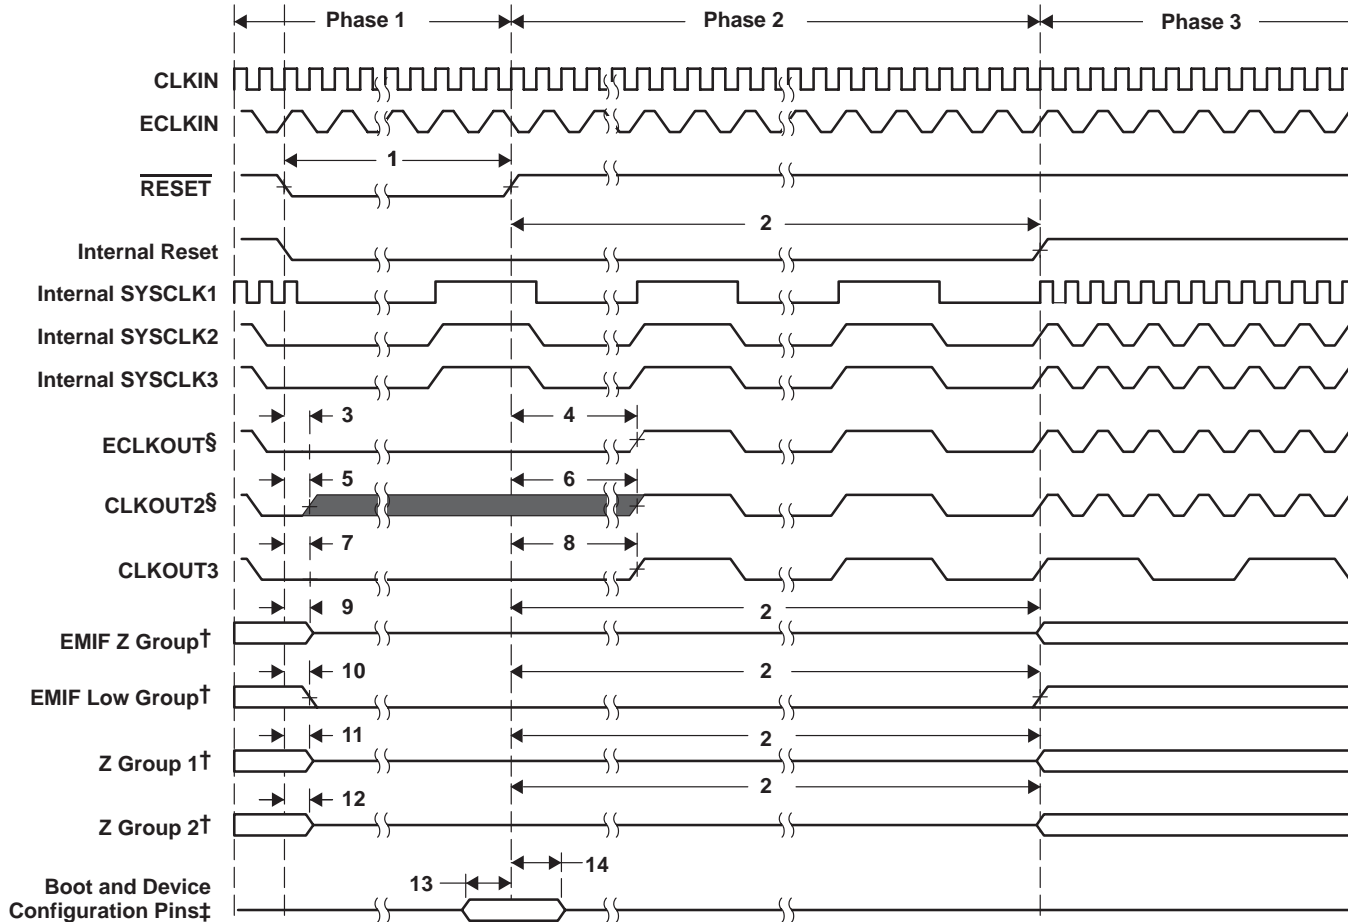 Phase 1
Phase 2
Phase 3
CLKIN
ECLKIN
1
RESET
2
Internal Reset
Internal SYSCLK1
Internal SYSCLK2
Internal SYSCLK3
3
4
ECLKOUT§
5
6
CLKOUT2§
7
8
CLKOUT3
9
2
EMIF Z Group†
10
2
EMIF Low Group†
11
2
Z Group 1†
2
12
Z Group 2†
14
13
Boot and Device
Configuration Pins‡